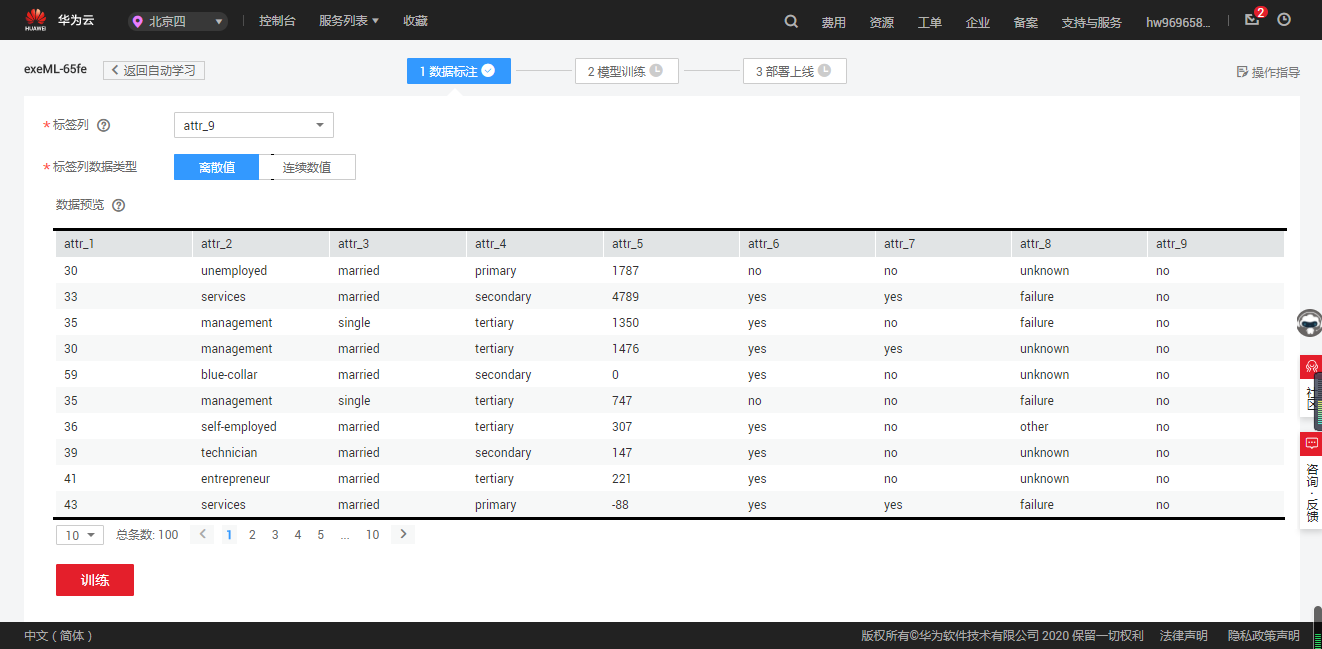 HUAWEI 华为云 北京四 控制台 服务列表 收藏 费用 资源 工单 企业 备案 支持与服务 hw969658... 2
exeML-65fe 返回自动学习 1 数据标注 2 模型训练 3 部署上线 操作指导
*标签列 ? attr_9
*标签列数据类型 离散值 连续数值
数据预览 ?
attr_1 attr_2 attr_3 attr_4 attr_5 attr_6 attr_7 attr_8 attr_9
30 unemployed married primary 1787 no no unknown no
33 services married secondary 4789 yes yes failure no
35 management single tertiary 1350 yes no failure no
30 management married tertiary 1476 yes yes unknown no
59 blue-collar married secondary 0 yes no unknown no
35 management single tertiary 747 no no failure no
36 self-employed married tertiary 307 yes no other no
39 technician married secondary 147 yes no unknown no
41 entrepreneur married tertiary 221 yes no unknown no
43 services married primary -88 yes yes failure no
10 总条数: 100 1 2 3 4 5 ... 10
训练
社区
咨询·反馈
中文 ( 简体 ) 版权所有©华为软件技术有限公司 2020 保留一切权利 法律声明 隐私政策声明